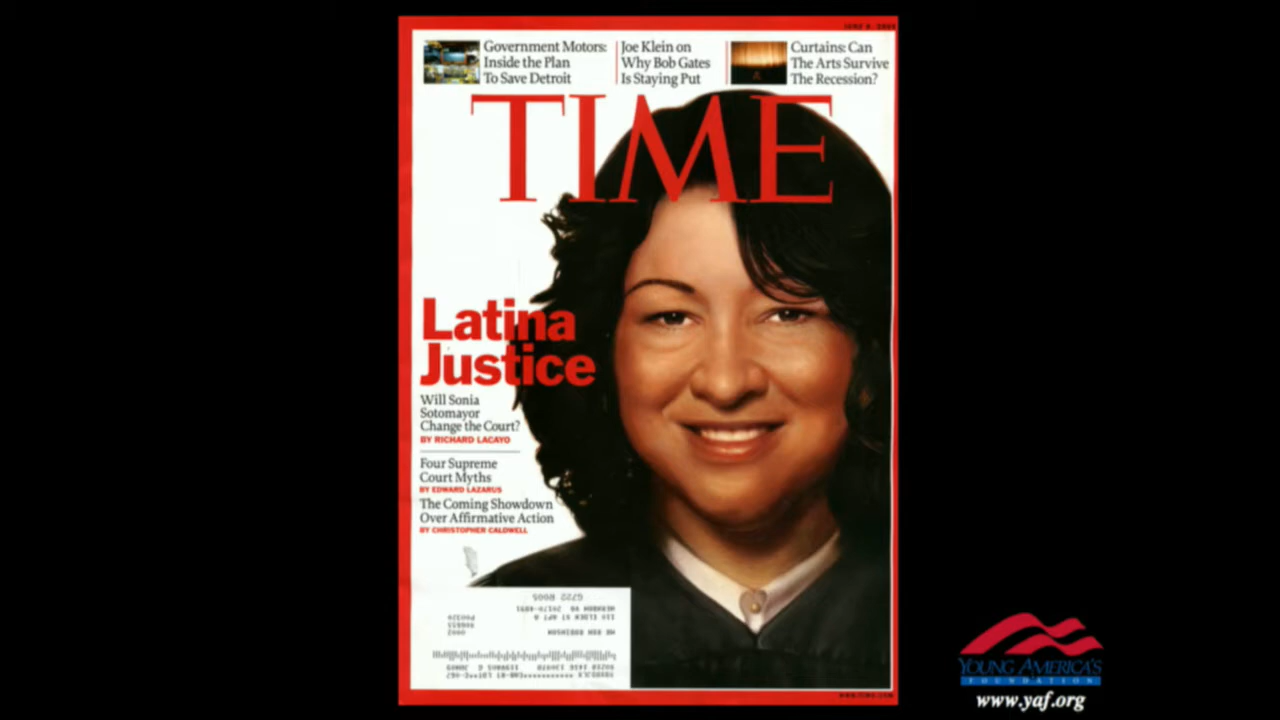 Government Motors:
Inside the Plan
To Save Detroit
Joe Klein on
Why Bob Gates
Is Staying Put
Curtains: Can
The Arts Survive
The Recession?
TIME
Latina
Justice
Will Sonia
Sotomayor
Change the Court?
BY RICHARD LACAYO
Four Supreme
Court Myths
BY EDWARD LAZARUS
The Coming Showdown
Over Affirmative Action
BY CHRISTOPHER CALDWELL
WWW.TIME.COM
YOUNG AMERICA'S
FOUNDATION
www.yaf.org